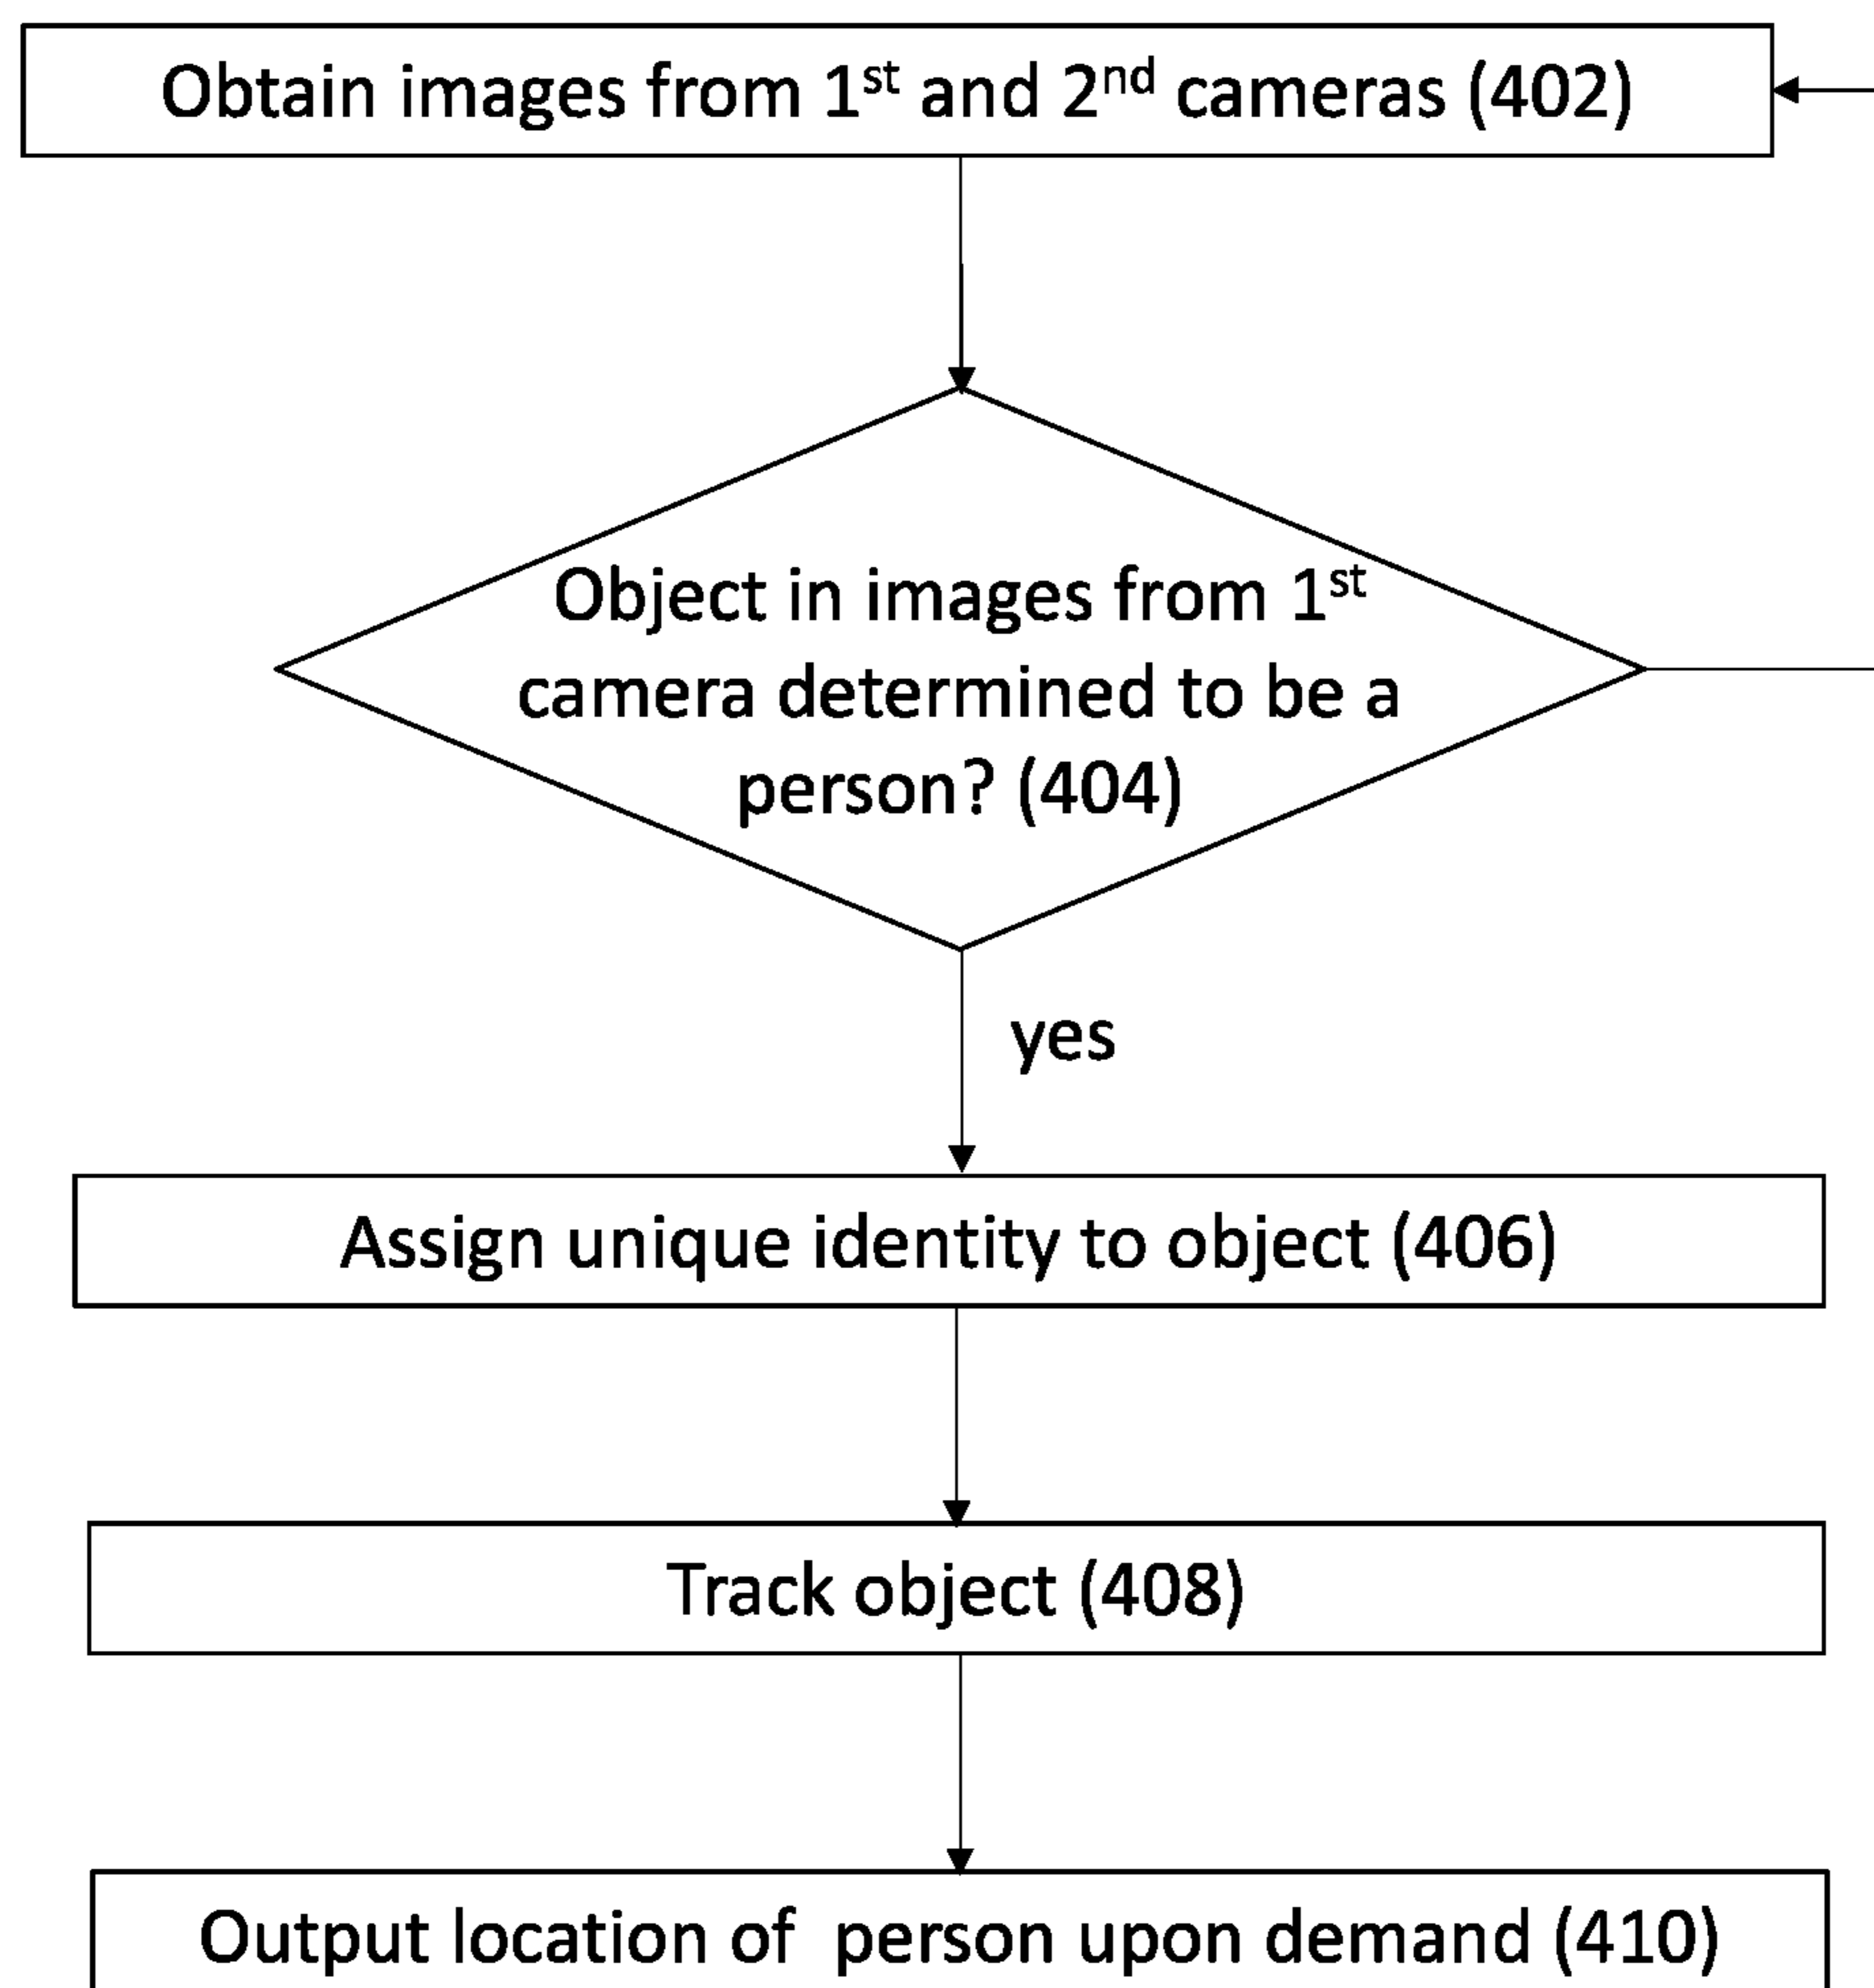 Obtain images from 1st and 2nd cameras (402)
Object in images from 1st
camera determined to be a
person? (404)
yes
Assign unique identity to object (406)
Track object (408)
Output location of person upon demand (410)